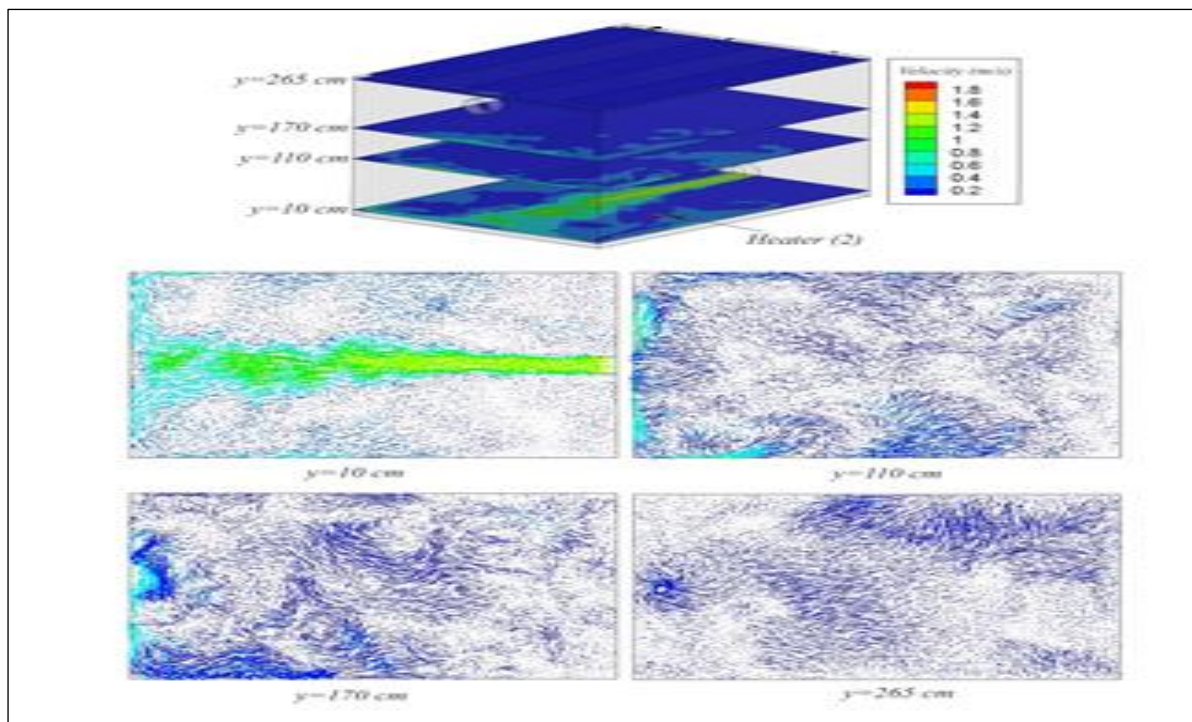 y=265 cm
y=170 cm
y=110 cm
y=10 cm
Velocity (m/s)
1.8
1.6
1.4
1.2
1
0.8
0.6
0.4
0.2
Heater (2)
y=10 cm
y=110 cm
y=170 cm
y=265 cm